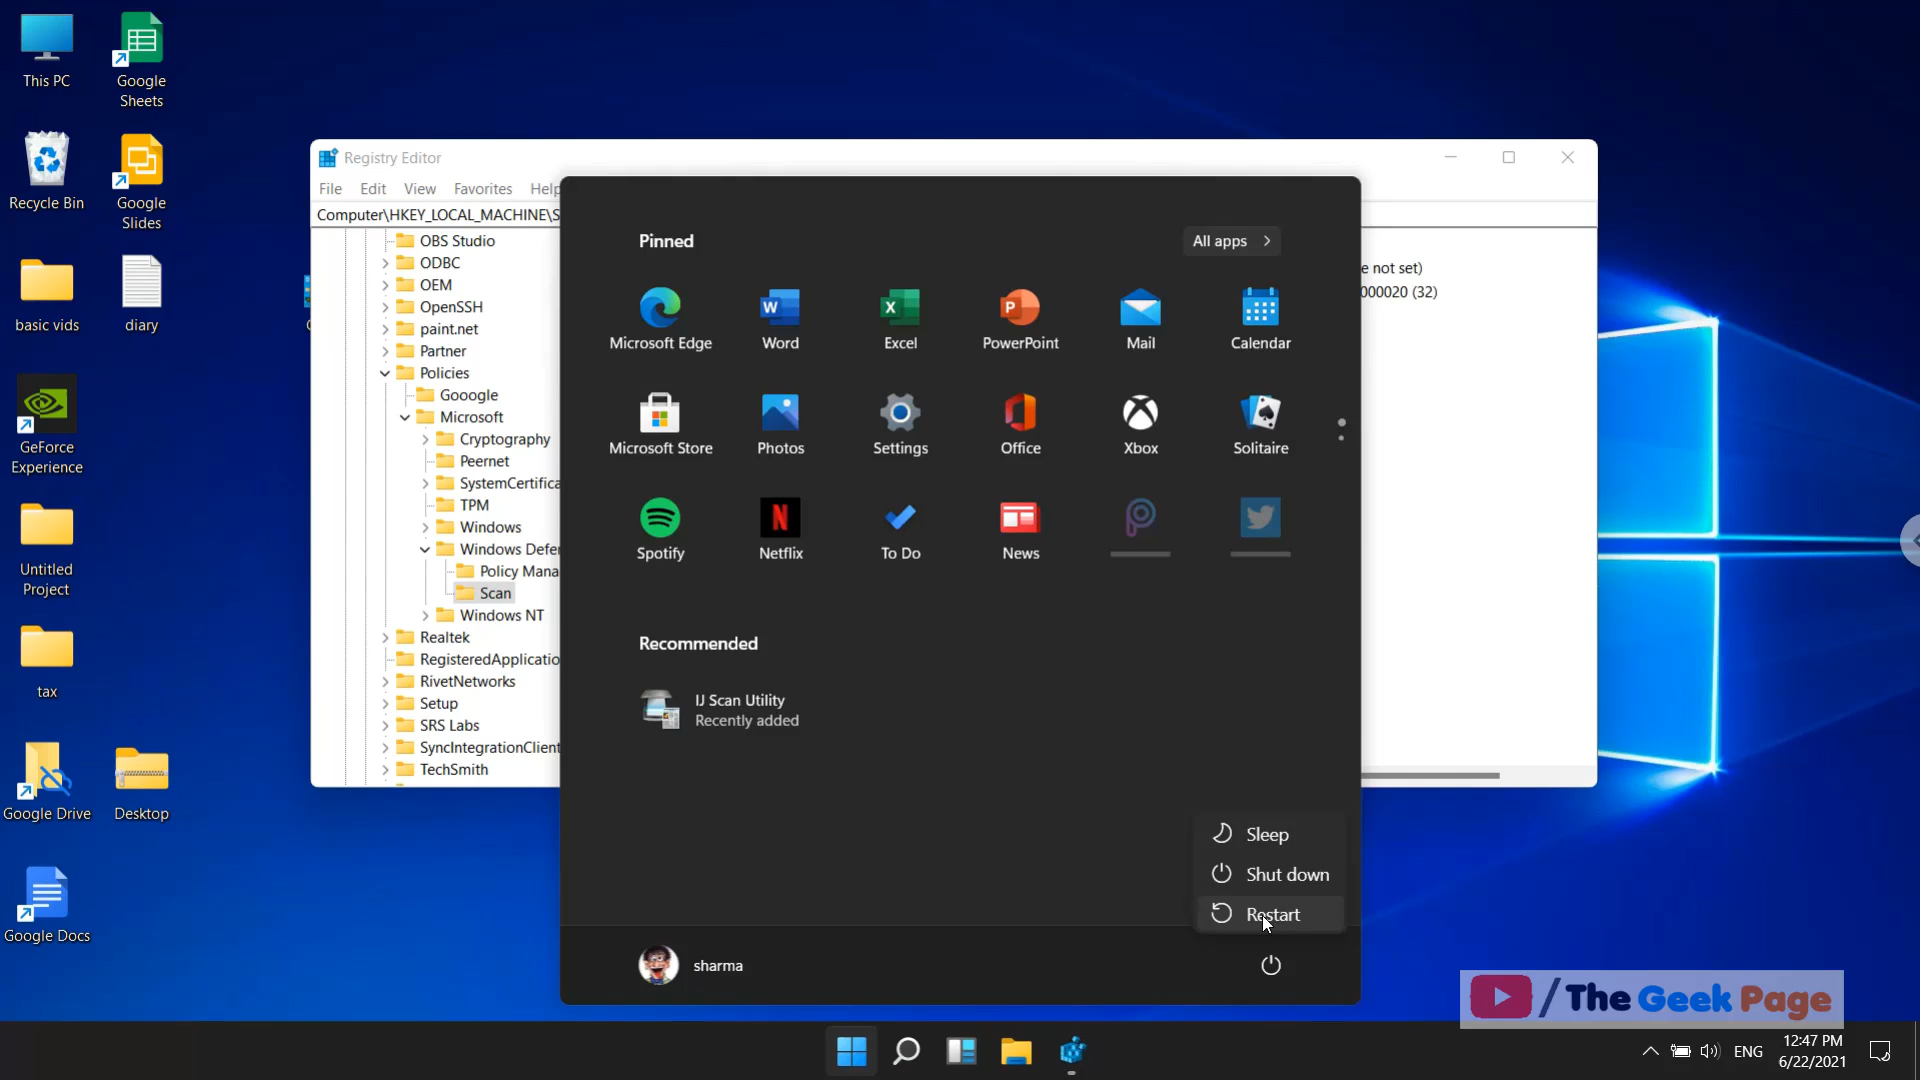 This PC
Google
Sheets
Recycle Bin
Google
Slides
basic vids
diary
GeForce
Experience
Untitled
Project
tax
Google Drive
Desktop
Google Docs
Registry Editor
File Edit View Favorites Help
Computer\HKEY_LOCAL_MACHINE\S
OBS Studio
ODBC
OEM
OpenSSH
paint.net
Partner
Policies
Gooogle
Microsoft
Cryptography
Peernet
SystemCertifica
TPM
Windows
Windows Defe
Policy Mana
Scan
Windows NT
Realtek
RegisteredApplicatio
RivetNetworks
Setup
SRS Labs
SyncIntegrationClient
TechSmith
e not set)
000020 (32)
Pinned
All apps
Microsoft Edge
Word
Excel
PowerPoint
Mail
Calendar
Microsoft Store
Photos
Settings
Office
Xbox
Solitaire
Spotify
Netflix
To Do
News
Recommended
IJ Scan Utility
Recently added
Sleep
Shut down
Restart
sharma
/The Geek Page
ENG
12:47 PM
6/22/2021